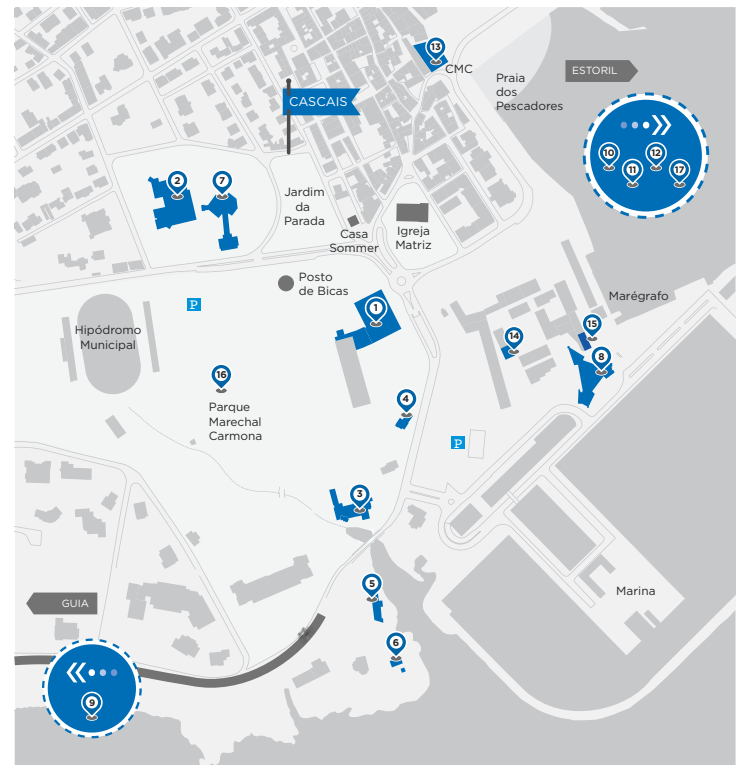 13
CMC
ESTORIL
Praia
dos
Pescadores
CASCAIS
10
12
11
17
2
7
Jardim
da
Parada
Casa
Sommer
Igreja
Matriz
Posto
de Bicas
Marégrafo
P
1
Hipódromo
Municipal
15
14
8
16
4
Parque
Marechal
Carmona
P
3
5
Marina
GUIA
6
9